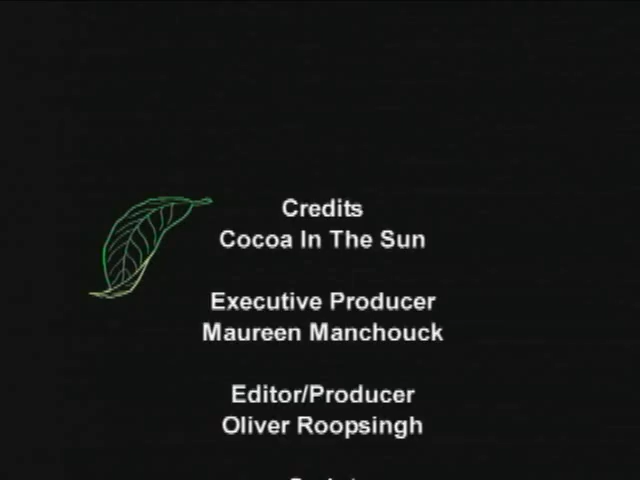 Credits
Cocoa In The Sun
Executive Producer
Maureen Manchouck
Editor/Producer
Oliver Roopsingh